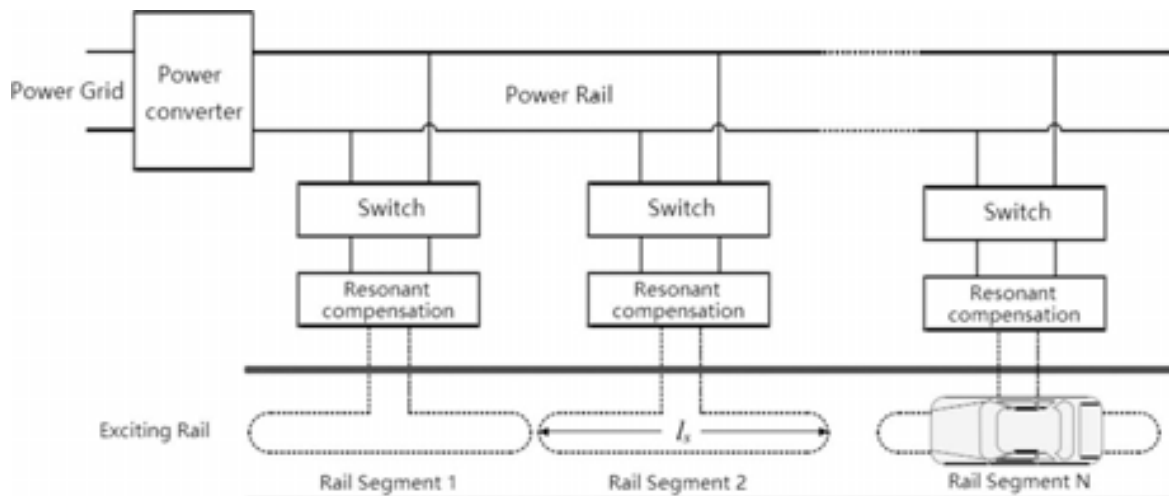 Power Grid
Power
converter
Power Rail
Switch
Switch
Switch
Resonant
compensation
Resonant
compensation
Resonant
compensation
Exciting Rail
ls
Rail Segment 1
Rail Segment 2
Rail Segment N